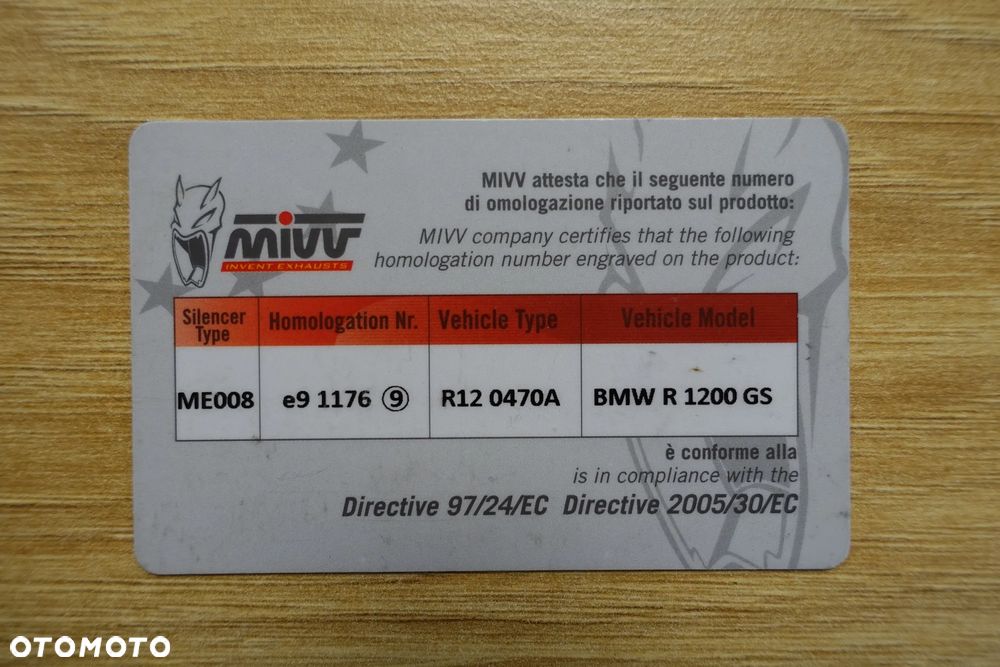 MIVV attesta che il seguente numero
di omologazione riportato sul prodotto:
MIVV company certifies that the following
homologation number engraved on the product:
mivv
INVENT EXHAUSTS
Silencer Type Homologation Nr. Vehicle Type Vehicle Model
ME008 e9 1176 ⑨ R12 0470A BMW R 1200 GS
è conforme alla
is in compliance with the
Directive 97/24/EC Directive 2005/30/EC
OTOMOTO